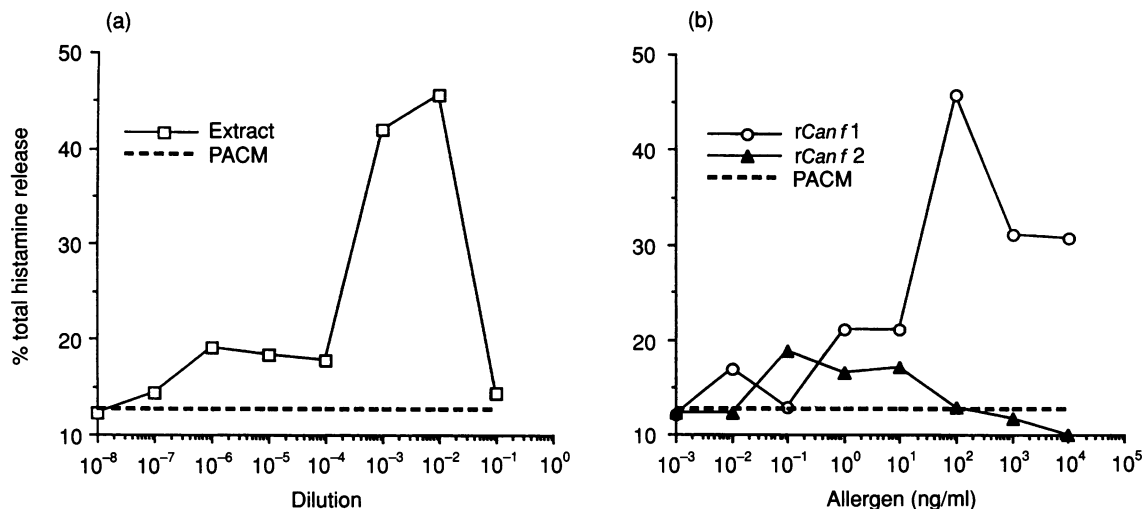 (a)
50
40
30
20
10
% total histamine release
Extract
PACM
10⁻⁸ 10⁻⁷ 10⁻⁶ 10⁻⁵ 10⁻⁴ 10⁻³ 10⁻² 10⁻¹ 10⁰
Dilution
(b)
50
40
30
20
10
rCan f 1
rCan f 2
PACM
10⁻³ 10⁻² 10⁻¹ 10⁰ 10¹ 10² 10³ 10⁴ 10⁵
Allergen (ng/ml)